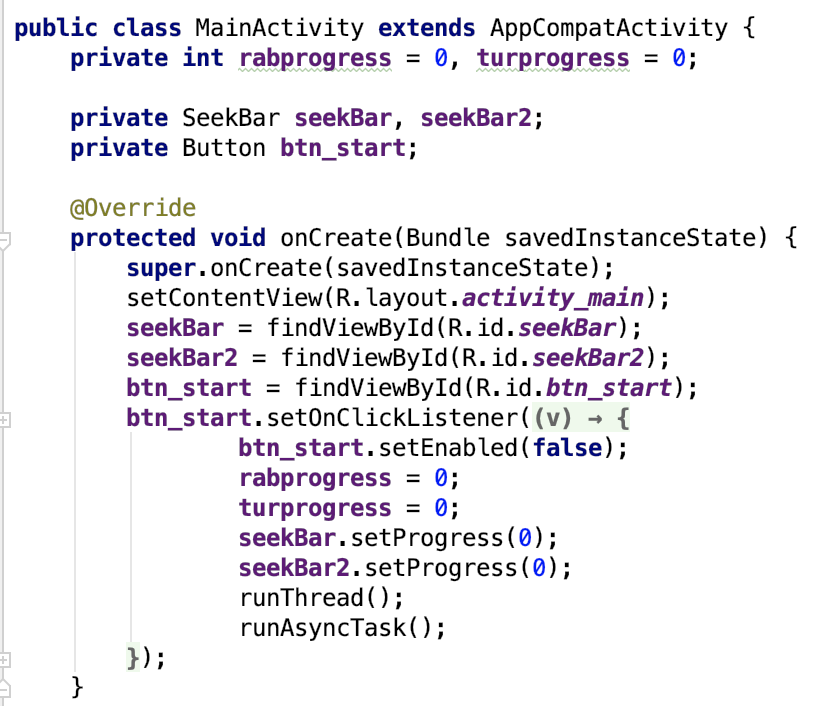 public class MainActivity extends AppCompatActivity {
    private int rabprogress = 0, turprogress = 0;

    private SeekBar seekBar, seekBar2;
    private Button btn_start;

    @Override
    protected void onCreate(Bundle savedInstanceState) {
        super.onCreate(savedInstanceState);
        setContentView(R.layout.activity_main);
        seekBar = findViewById(R.id.seekBar);
        seekBar2 = findViewById(R.id.seekBar2);
        btn_start = findViewById(R.id.btn_start);
        btn_start.setOnClickListener((v) → {
                btn_start.setEnabled(false);
                rabprogress = 0;
                turprogress = 0;
                seekBar.setProgress(0);
                seekBar2.setProgress(0);
                runThread();
                runAsyncTask();
        });
    }